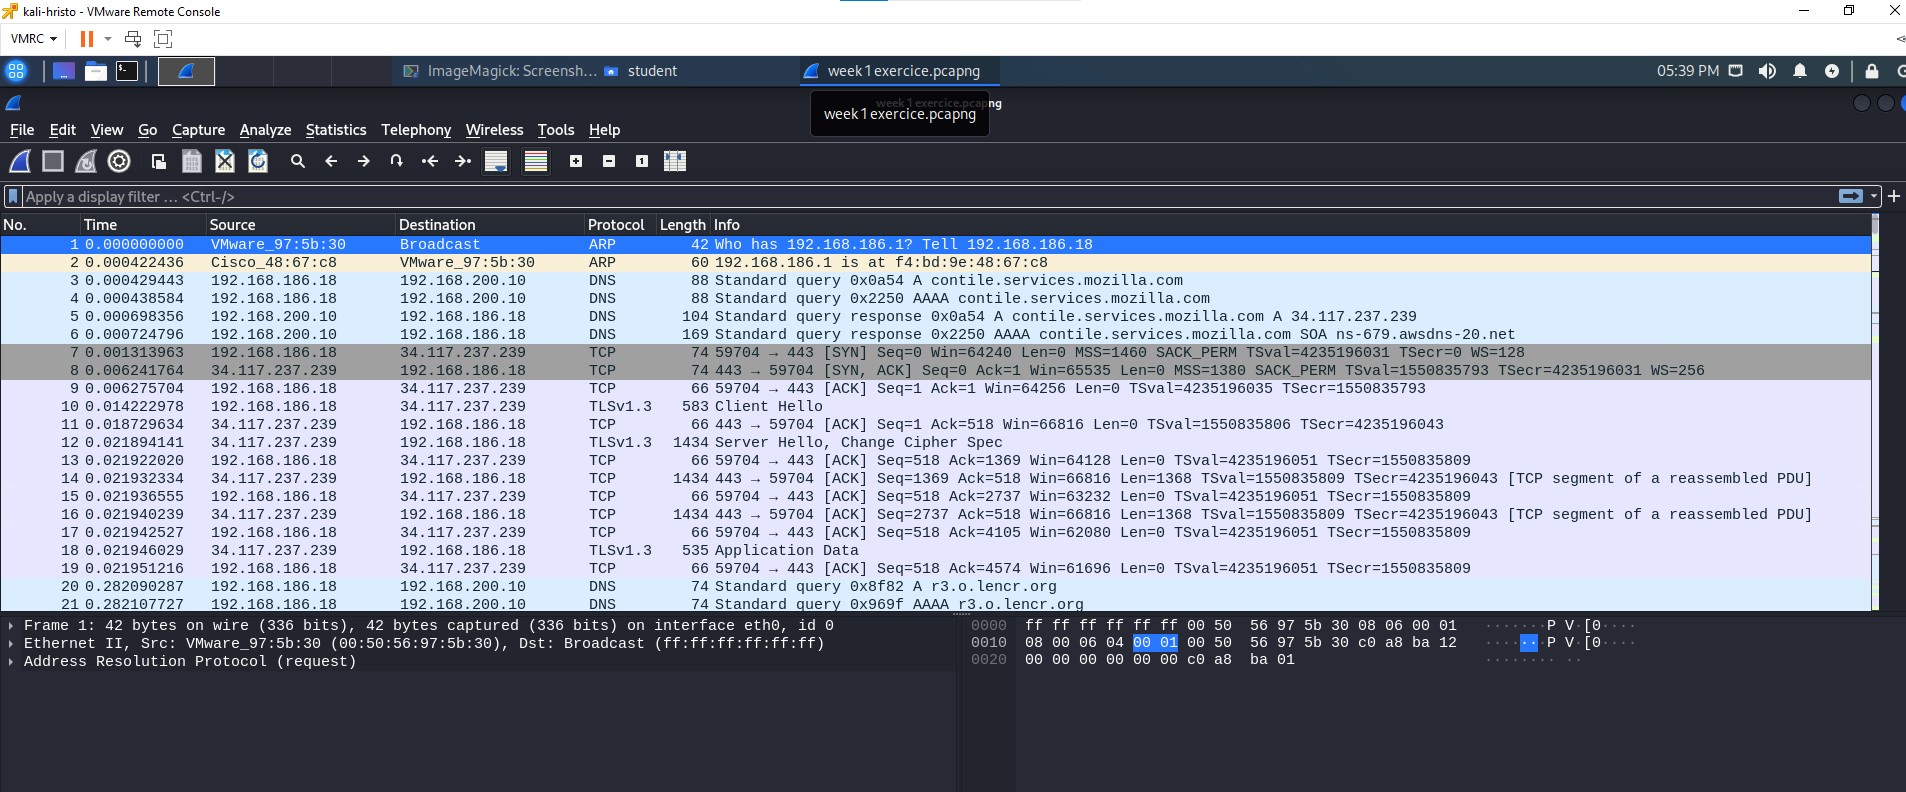 kali-hristo - VMware Remote Console
VMRC
ImageMagick: Screensh... student week 1 exercice.pcapng 05:39 PM
week 1 exercice.pcapng
week 1 exercice.pcapng
File Edit View Go Capture Analyze Statistics Telephony Wireless Tools Help
Apply a display filter ... <Ctrl-/>
No. Time Source Destination Protocol Length Info
1 0.000000000 VMware_97:5b:30 Broadcast ARP 42 Who has 192.168.186.1? Tell 192.168.186.18
2 0.000422436 Cisco_48:67:c8 VMware_97:5b:30 ARP 60 192.168.186.1 is at f4:bd:9e:48:67:c8
3 0.000429443 192.168.186.18 192.168.200.10 DNS 88 Standard query 0x0a54 A contile.services.mozilla.com
4 0.000438584 192.168.186.18 192.168.200.10 DNS 88 Standard query 0x2250 AAAA contile.services.mozilla.com
5 0.000698356 192.168.200.10 192.168.186.18 DNS 104 Standard query response 0x0a54 A contile.services.mozilla.com A 34.117.237.239
6 0.000724796 192.168.200.10 192.168.186.18 DNS 169 Standard query response 0x2250 AAAA contile.services.mozilla.com SOA ns-679.awsdns-20.net
7 0.001313963 192.168.186.18 34.117.237.239 TCP 74 59704 → 443 [SYN] Seq=0 Win=64240 Len=0 MSS=1460 SACK_PERM TSval=4235196031 TSecr=0 WS=128
8 0.006241764 34.117.237.239 192.168.186.18 TCP 74 443 → 59704 [SYN, ACK] Seq=0 Ack=1 Win=65535 Len=0 MSS=1380 SACK_PERM TSval=1550835793 TSecr=4235196031 WS=256
9 0.006275704 192.168.186.18 34.117.237.239 TCP 66 59704 → 443 [ACK] Seq=1 Ack=1 Win=64256 Len=0 TSval=4235196035 TSecr=1550835793
10 0.014222978 192.168.186.18 34.117.237.239 TLSv1.3 583 Client Hello
11 0.018729634 34.117.237.239 192.168.186.18 TCP 66 443 → 59704 [ACK] Seq=1 Ack=518 Win=66816 Len=0 TSval=1550835806 TSecr=4235196043
12 0.021894141 34.117.237.239 192.168.186.18 TLSv1.3 1434 Server Hello, Change Cipher Spec
13 0.021922020 192.168.186.18 34.117.237.239 TCP 66 59704 → 443 [ACK] Seq=518 Ack=1369 Win=64128 Len=0 TSval=4235196051 TSecr=1550835809
14 0.021932334 34.117.237.239 192.168.186.18 TCP 1434 443 → 59704 [ACK] Seq=1369 Ack=518 Win=66816 Len=1368 TSval=1550835809 TSecr=4235196043 [TCP segment of a reassembled PDU]
15 0.021936555 192.168.186.18 34.117.237.239 TCP 66 59704 → 443 [ACK] Seq=518 Ack=2737 Win=63232 Len=0 TSval=4235196051 TSecr=1550835809
16 0.021940239 34.117.237.239 192.168.186.18 TCP 1434 443 → 59704 [ACK] Seq=2737 Ack=518 Win=66816 Len=1368 TSval=1550835809 TSecr=4235196043 [TCP segment of a reassembled PDU]
17 0.021942527 192.168.186.18 34.117.237.239 TCP 66 59704 → 443 [ACK] Seq=518 Ack=4105 Win=62080 Len=0 TSval=4235196051 TSecr=1550835809
18 0.021946029 34.117.237.239 192.168.186.18 TLSv1.3 535 Application Data
19 0.021951216 192.168.186.18 34.117.237.239 TCP 66 59704 → 443 [ACK] Seq=518 Ack=4574 Win=61696 Len=0 TSval=4235196051 TSecr=1550835809
20 0.282090287 192.168.186.18 192.168.200.10 DNS 74 Standard query 0x8f82 A r3.o.lencr.org
21 0.282107727 192.168.186.18 192.168.200.10 DNS 74 Standard query 0x969f AAAA r3.o.lencr.org
Frame 1: 42 bytes on wire (336 bits), 42 bytes captured (336 bits) on interface eth0, id 0
Ethernet II, Src: VMware_97:5b:30 (00:50:56:97:5b:30), Dst: Broadcast (ff:ff:ff:ff:ff:ff)
Address Resolution Protocol (request)
0000 ff ff ff ff ff ff 00 50 56 97 5b 30 08 06 00 01 ·······P V·[0····
0010 08 00 06 04 00 01 00 50 56 97 5b 30 c0 a8 ba 12 ·······P V·[0····
0020 00 00 00 00 00 00 c0 a8 ba 01 ········ ··